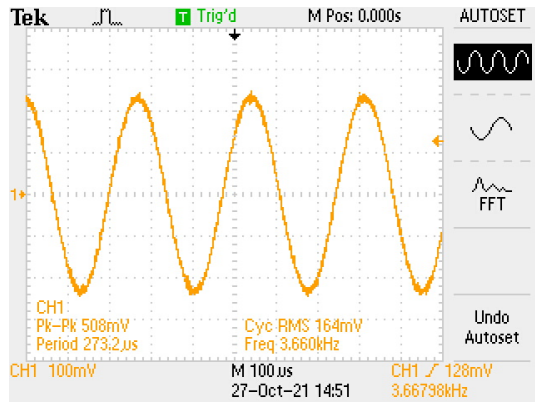 Tek T Trig'd M Pos: 0.000s AUTOSET
1
FFT
CH1
Pk-Pk 508mV Cyc RMS 164mV
Period 273.2us Freq 3.660kHz
Undo
Autoset
CH1 100mV M 100us CH1 128mV
27-Oct-21 14:51 3.66798kHz